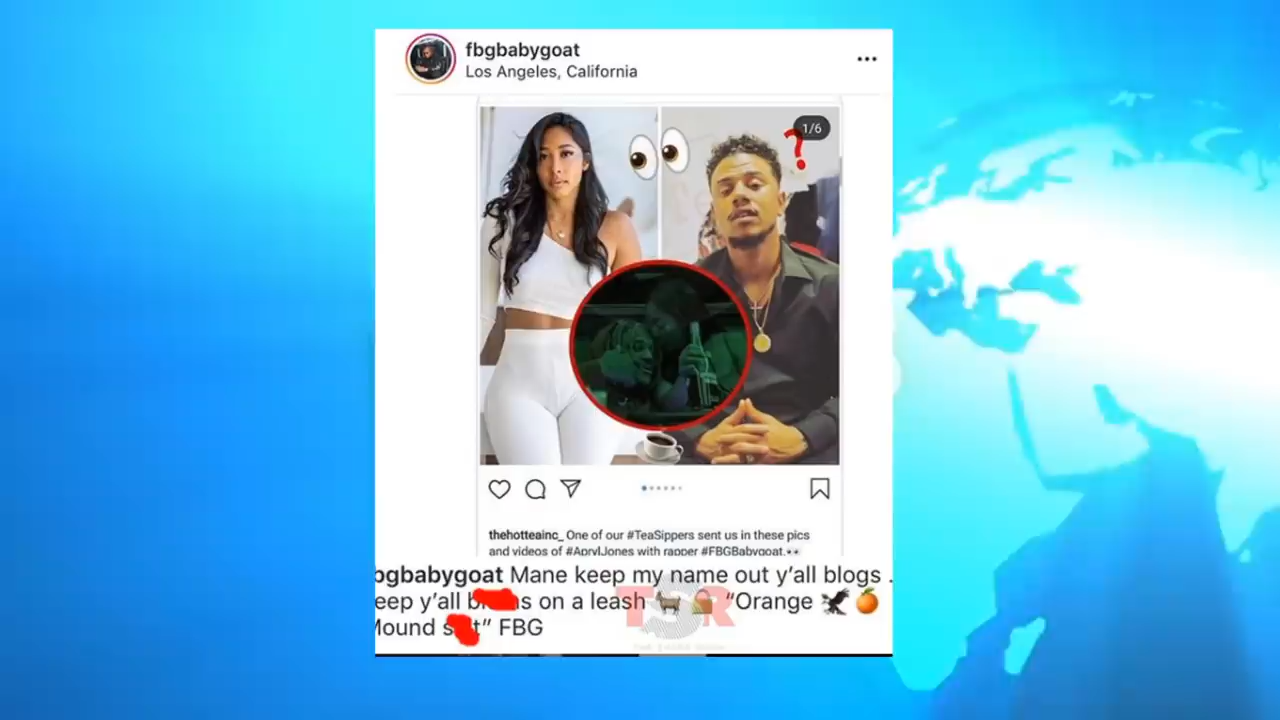 fbgbabygoat
Los Angeles, California
1/6
?
thehotteainc_ One of our #TeaSippers sent us in these pics
and videos of #AprylJones with rapper #FBGBabygoat.👀
bgbabygoat Mane keep my name out y'all blogs .
eep y'all b s on a leash 🐐 "Orange 🦅 🍊
Mound s t" FBG
TSR